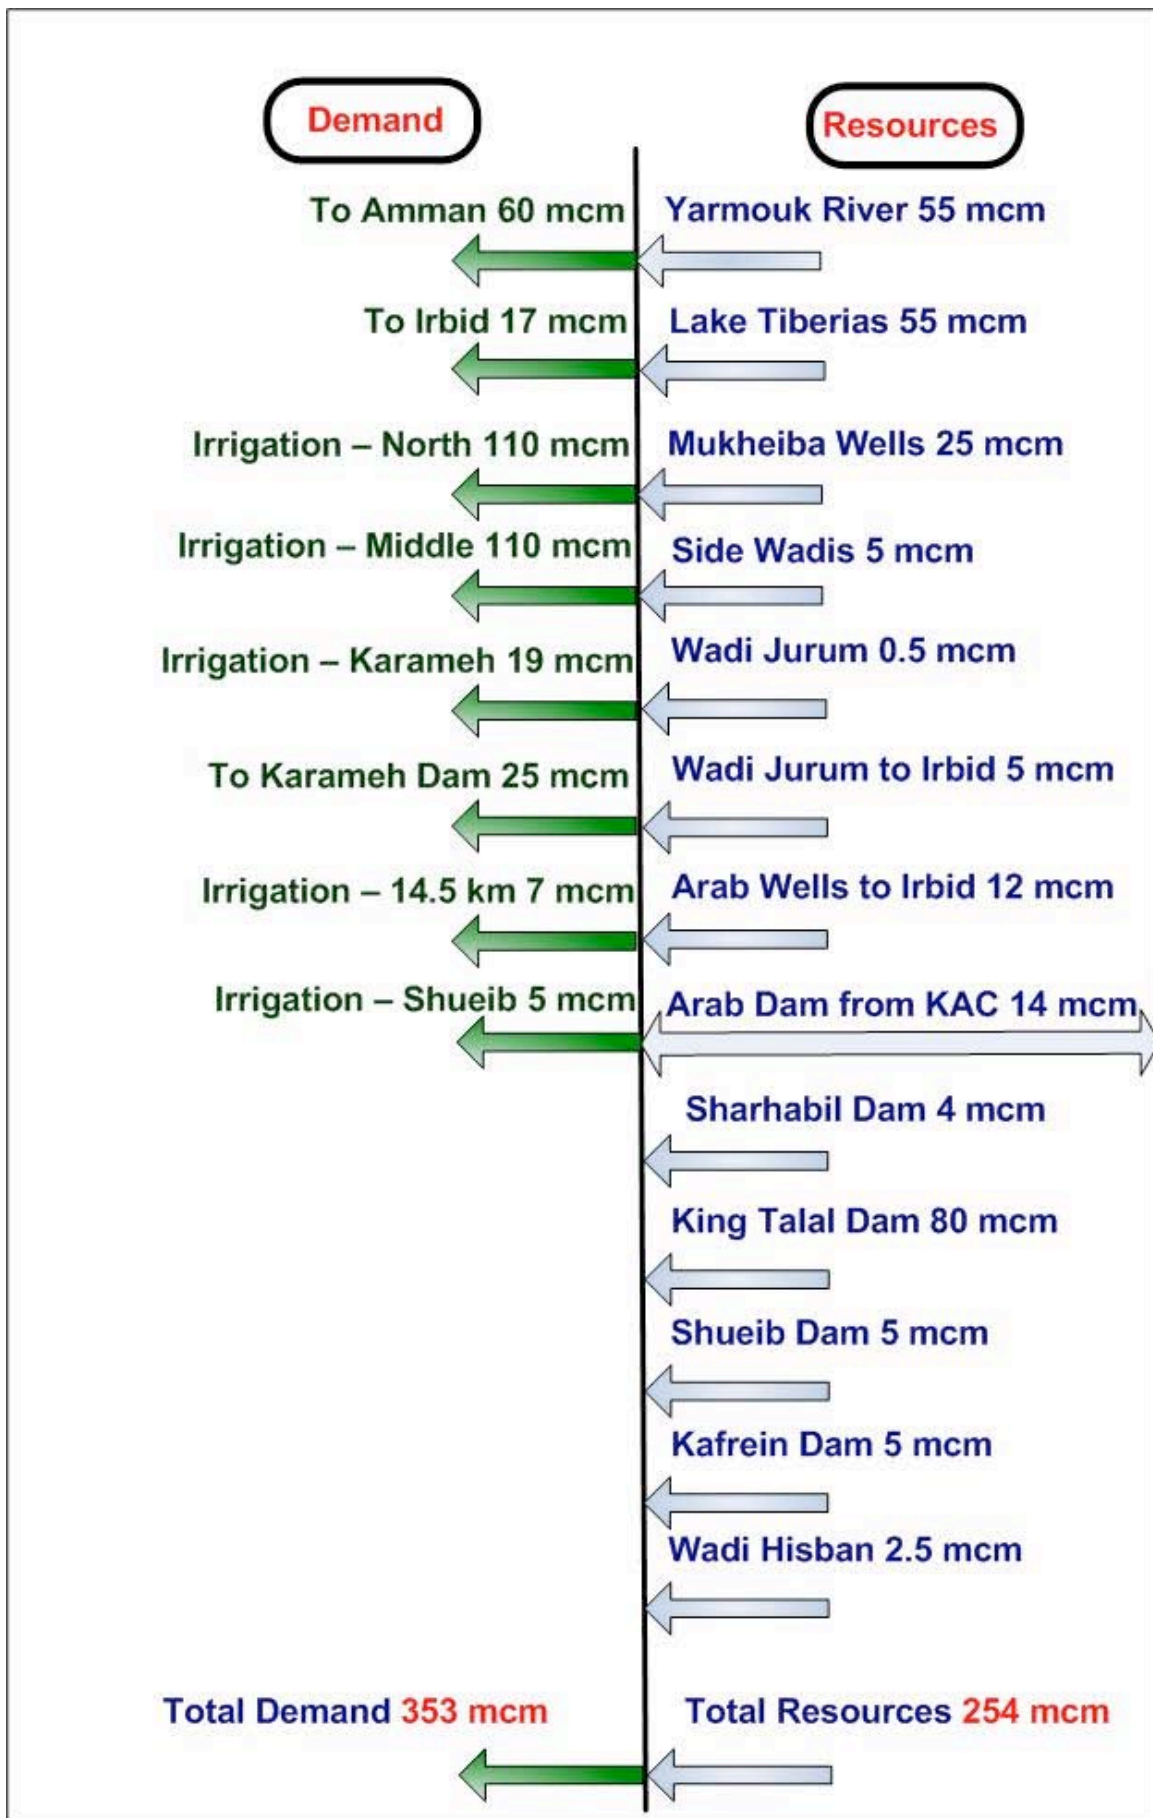 Demand
Resources
To Amman 60 mcm
Yarmouk River 55 mcm
To Irbid 17 mcm
Lake Tiberias 55 mcm
Irrigation – North 110 mcm
Mukheiba Wells 25 mcm
Irrigation – Middle 110 mcm
Side Wadis 5 mcm
Irrigation – Karameh 19 mcm
Wadi Jurum 0.5 mcm
To Karameh Dam 25 mcm
Wadi Jurum to Irbid 5 mcm
Irrigation – 14.5 km 7 mcm
Arab Wells to Irbid 12 mcm
Irrigation – Shueib 5 mcm
Arab Dam from KAC 14 mcm
Sharhabil Dam 4 mcm
King Talal Dam 80 mcm
Shueib Dam 5 mcm
Kafrein Dam 5 mcm
Wadi Hisban 2.5 mcm
Total Demand 353 mcm
Total Resources 254 mcm